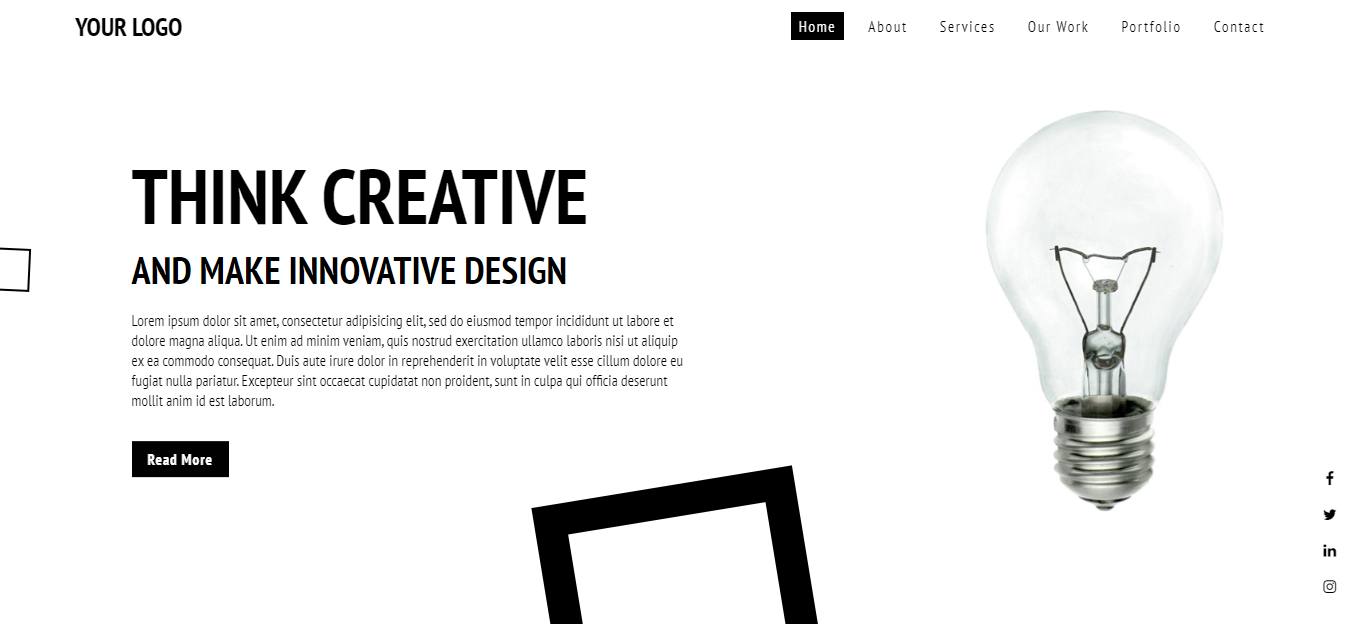 YOUR LOGO
Home About Services Our Work Portfolio Contact
THINK CREATIVE
AND MAKE INNOVATIVE DESIGN
Lorem ipsum dolor sit amet, consectetur adipisicing elit, sed do eiusmod tempor incididunt ut labore et
dolore magna aliqua. Ut enim ad minim veniam, quis nostrud exercitation ullamco laboris nisi ut aliquip
ex ea commodo consequat. Duis aute irure dolor in reprehenderit in voluptate velit esse cillum dolore eu
fugiat nulla pariatur. Excepteur sint occaecat cupidatat non proident, sunt in culpa qui officia deserunt
mollit anim id est laborum.
Read More